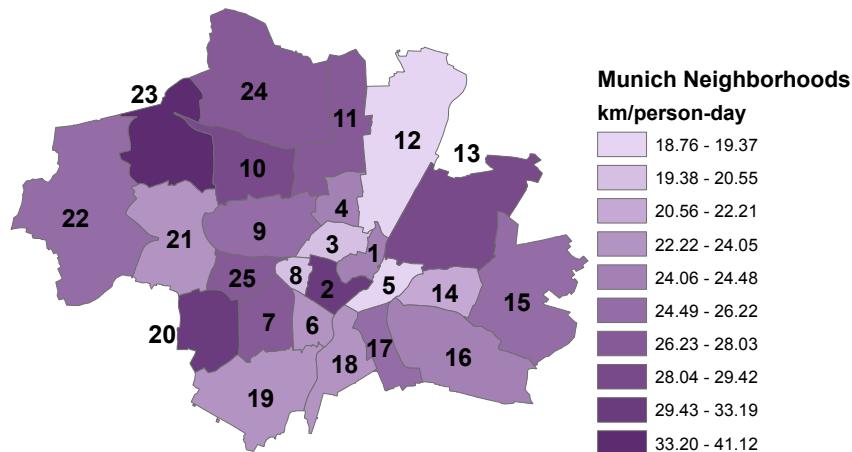 24
23
11
12
13
10
4
22
9
21
3
1
25
8
2
5
14
15
20
7
6
17
18
16
19
Munich Neighborhoods
km/person-day
18.76 - 19.37
19.38 - 20.55
20.56 - 22.21
22.22 - 24.05
24.06 - 24.48
24.49 - 26.22
26.23 - 28.03
28.04 - 29.42
29.43 - 33.19
33.20 - 41.12